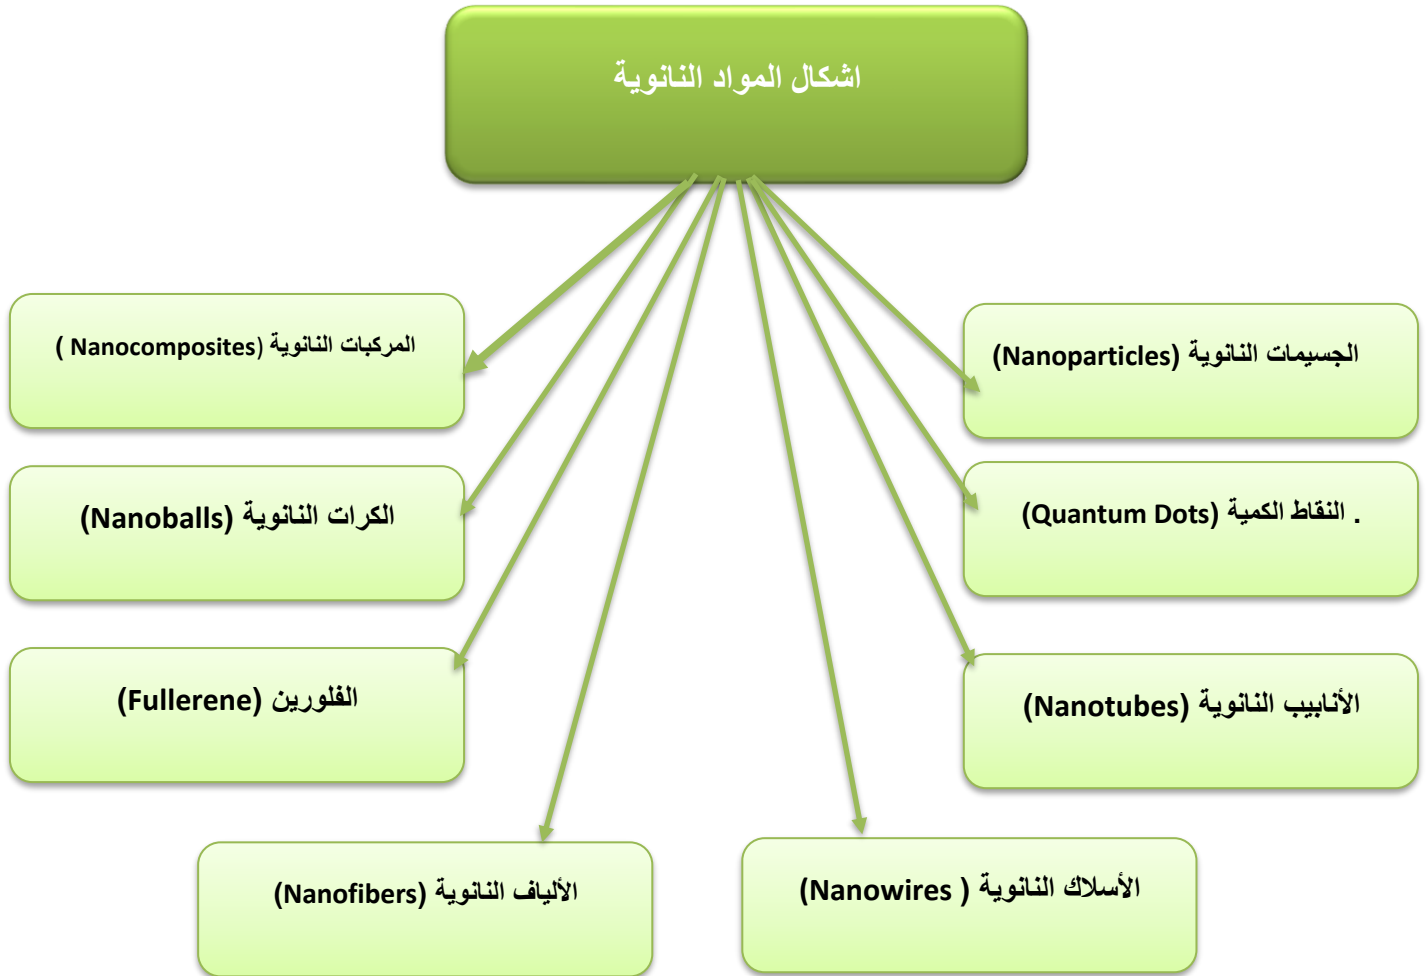 اشكال المواد النانوية
الجسيمات النانوية (Nanoparticles)
المركبات النانوية (Nanocomposites )
. النقاط الكمية (Quantum Dots)
الكرات النانوية (Nanoballs)
الأنابيب النانوية (Nanotubes)
الفلورين (Fullerene)
الأسلاك النانوية (Nanowires )
الألياف النانوية (Nanofibers)